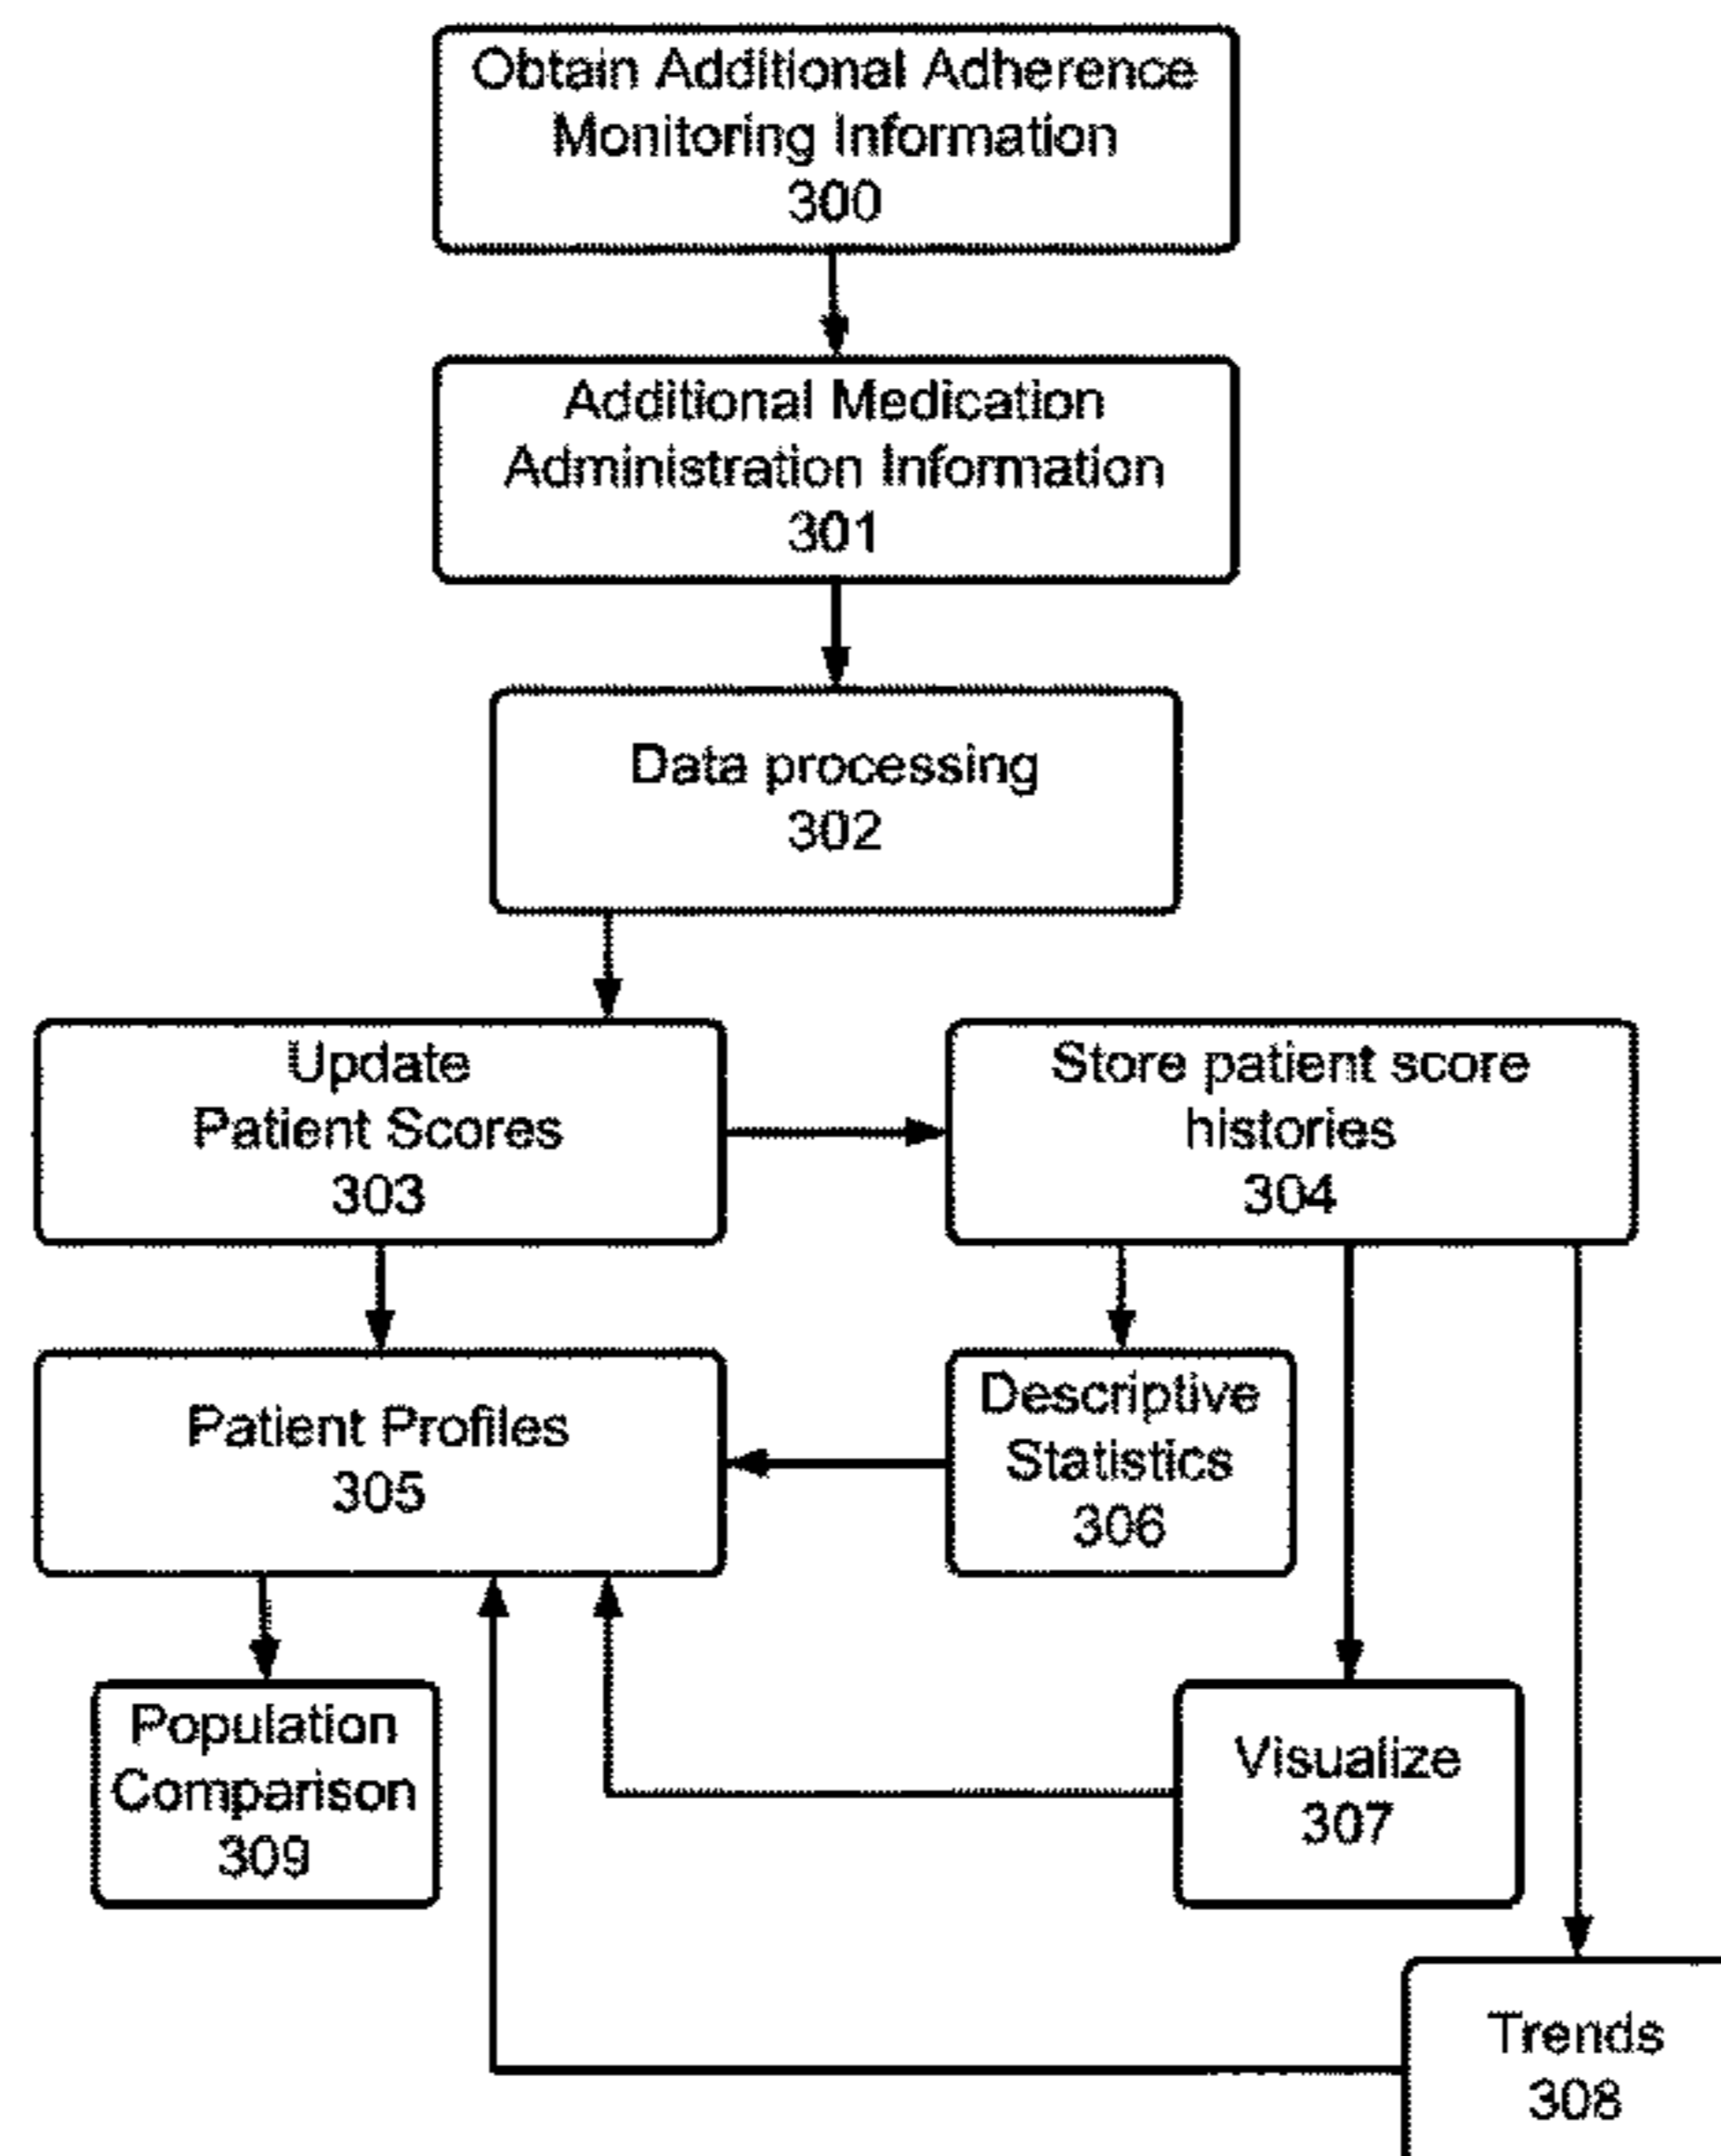 Obtain Additional Adherence
Monitoring Information
300
Additional Medication
Administration Information
301
Data processing
302
Update
Patient Scores
303
Store patient score
histories
304
Patient Profiles
305
Descriptive
Statistics
306
Population
Comparison
309
Visualize
307
Trends
308